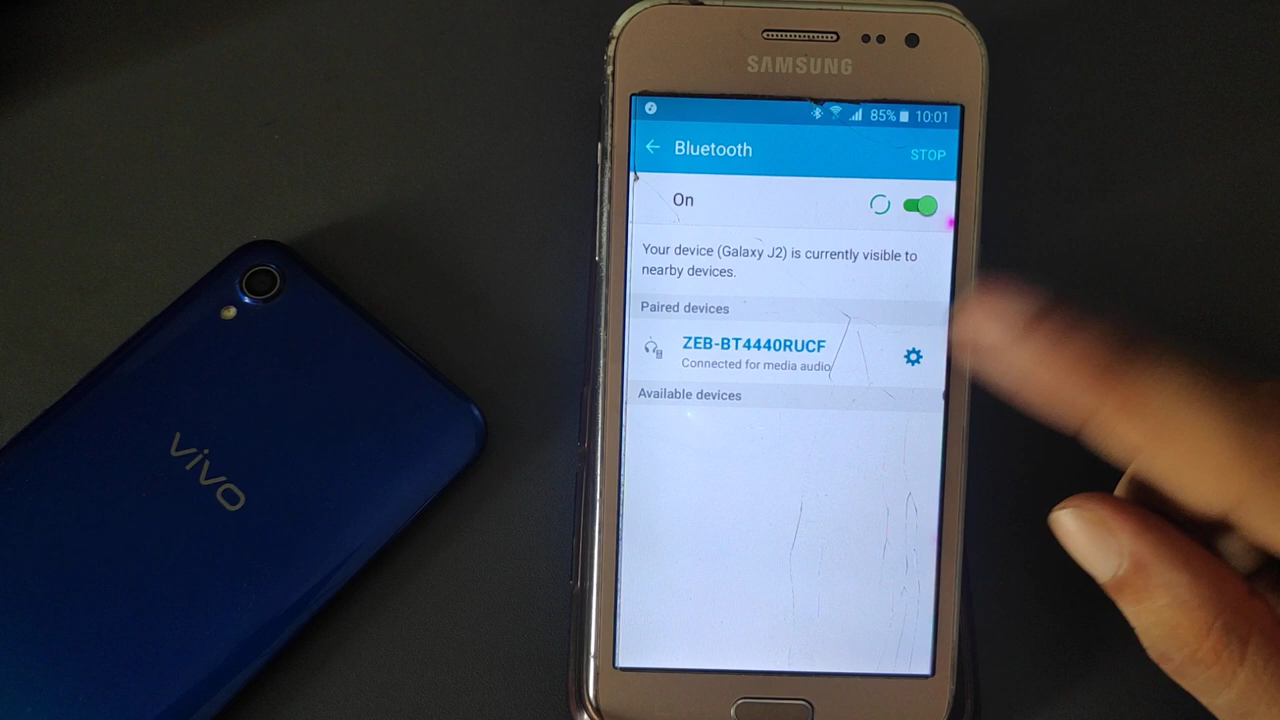 SAMSUNG
85% 10:01
Bluetooth
STOP
On
Your device (Galaxy J2) is currently visible to
nearby devices.
Paired devices
ZEB-BT4440RUCF
Connected for media audio
Available devices
vivo